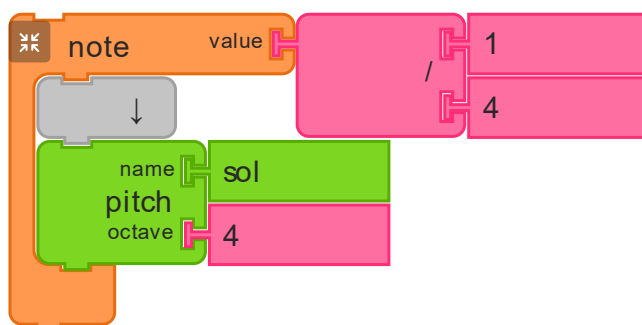 note value 1
/
4
↓
name sol
pitch
octave 4